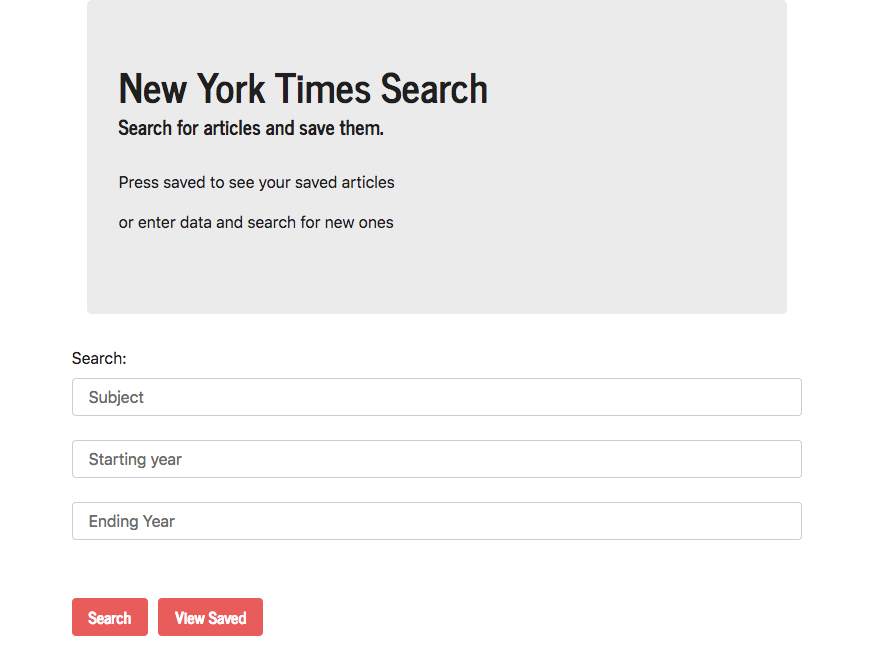 New York Times Search
Search for articles and save them.
Press saved to see your saved articles
or enter data and search for new ones
Search:
Subject
Starting year
Ending Year
Search
VIew Saved